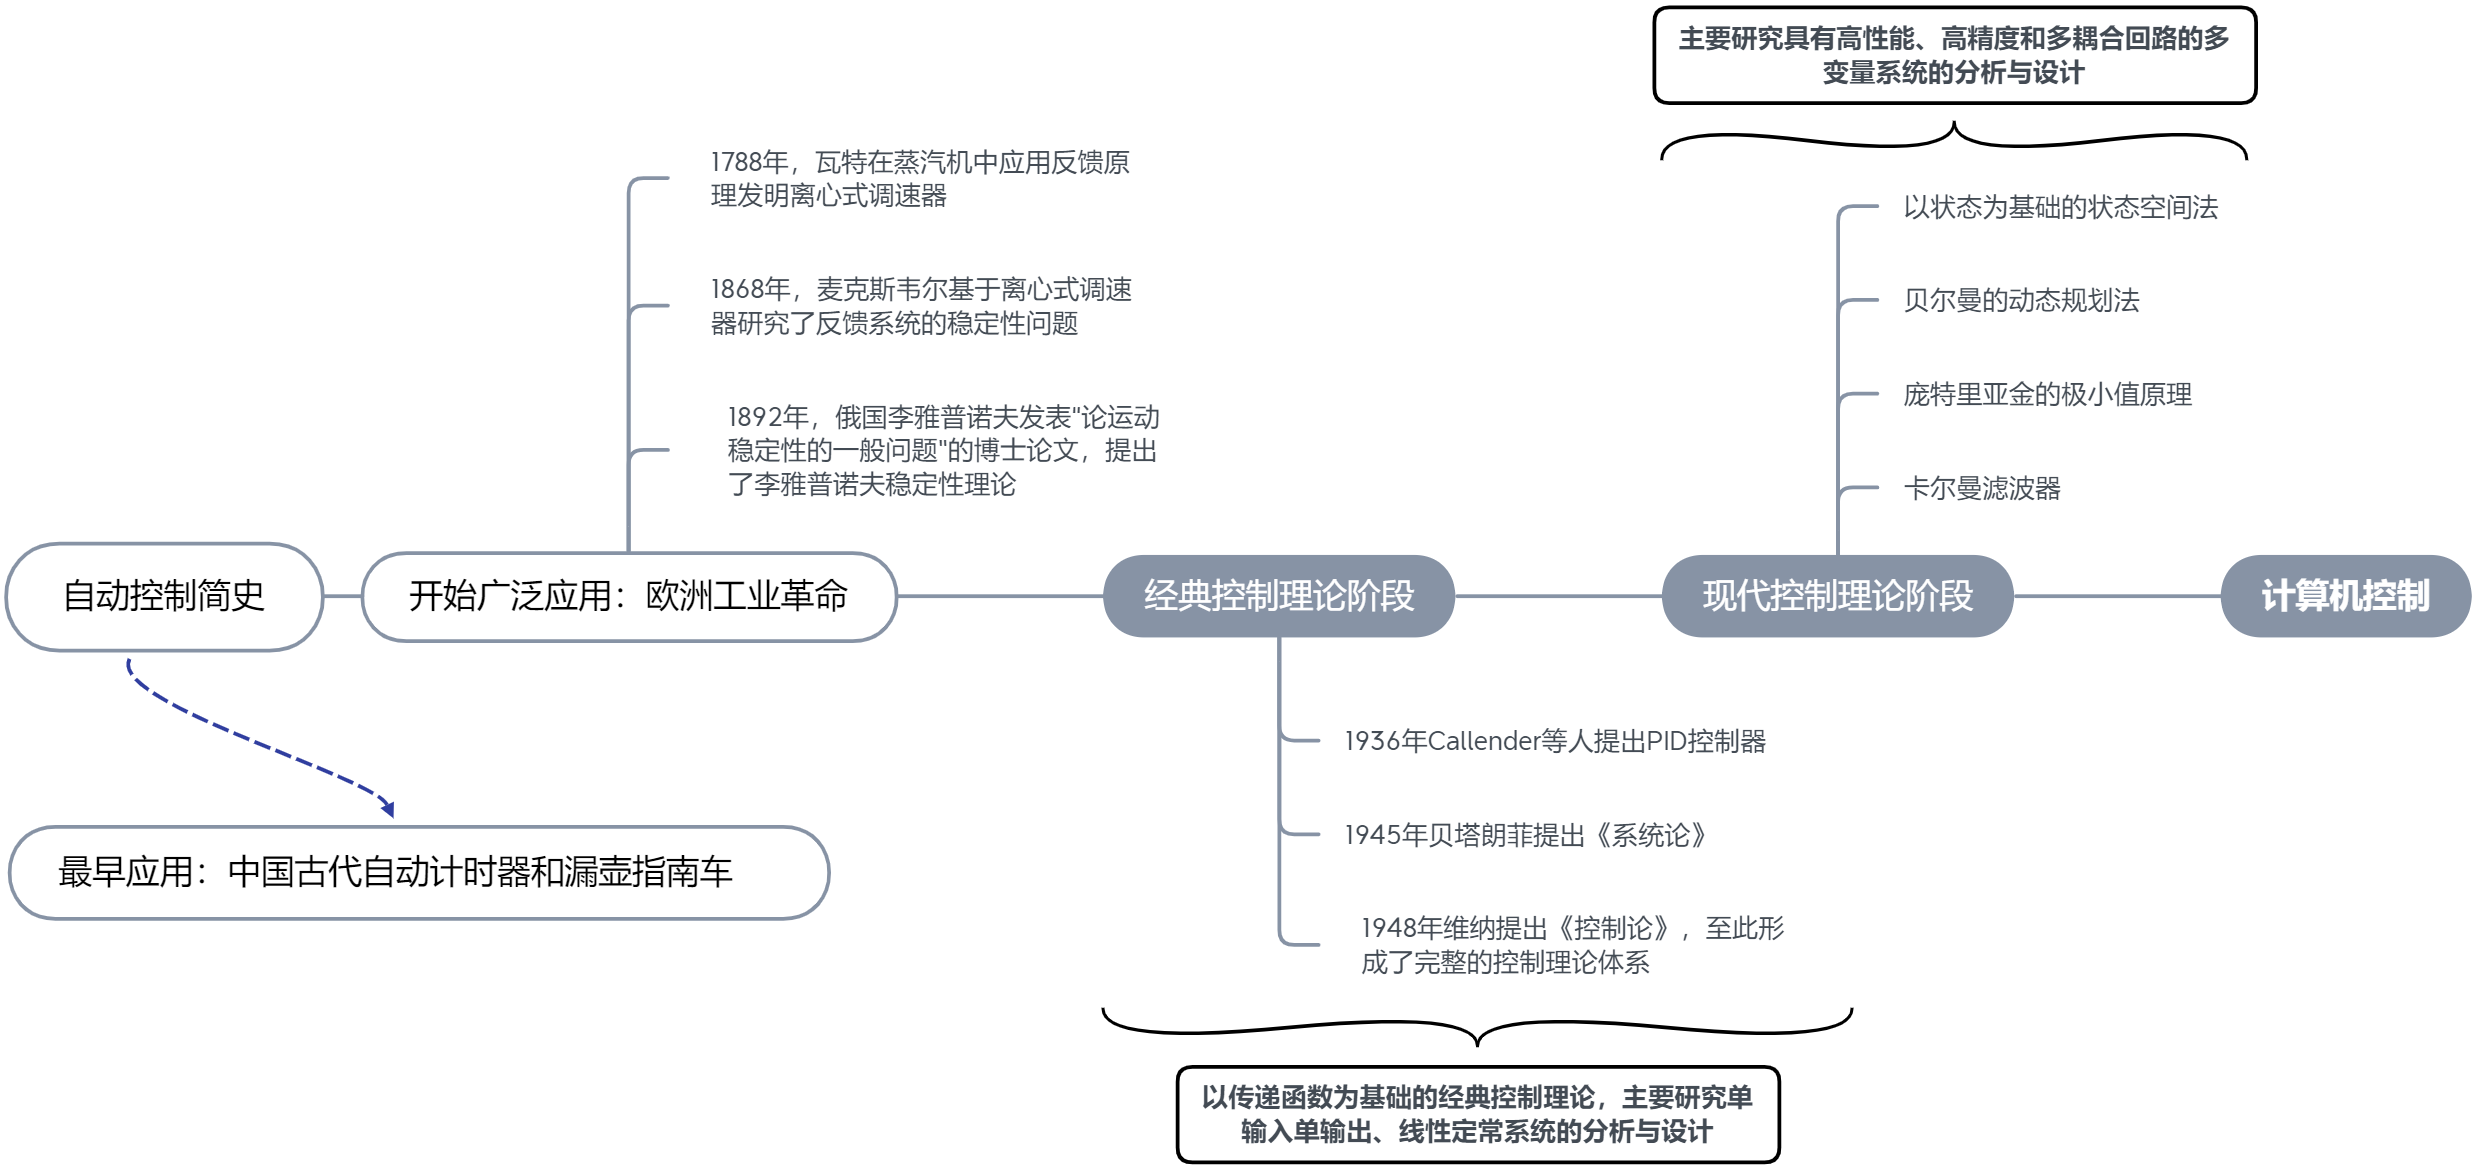 主要研究具有高性能、高精度和多耦合回路的多
变量系统的分析与设计
1788年，瓦特在蒸汽机中应用反馈原
理发明离心式调速器
1868年，麦克斯韦尔基于离心式调速
器研究了反馈系统的稳定性问题
1892年，俄国李雅普诺夫发表"论运动
稳定性的一般问题"的博士论文，提出
了李雅普诺夫稳定性理论
以状态为基础的状态空间法
贝尔曼的动态规划法
庞特里亚金的极小值原理
卡尔曼滤波器
自动控制简史
开始广泛应用：欧洲工业革命
经典控制理论阶段
现代控制理论阶段
计算机控制
最早应用：中国古代自动计时器和漏壶指南车
1936年Callender等人提出PID控制器
1945年贝塔朗菲提出《系统论》
1948年维纳提出《控制论》，至此形
成了完整的控制理论体系
以传递函数为基础的经典控制理论，主要研究单
输入单输出、线性定常系统的分析与设计